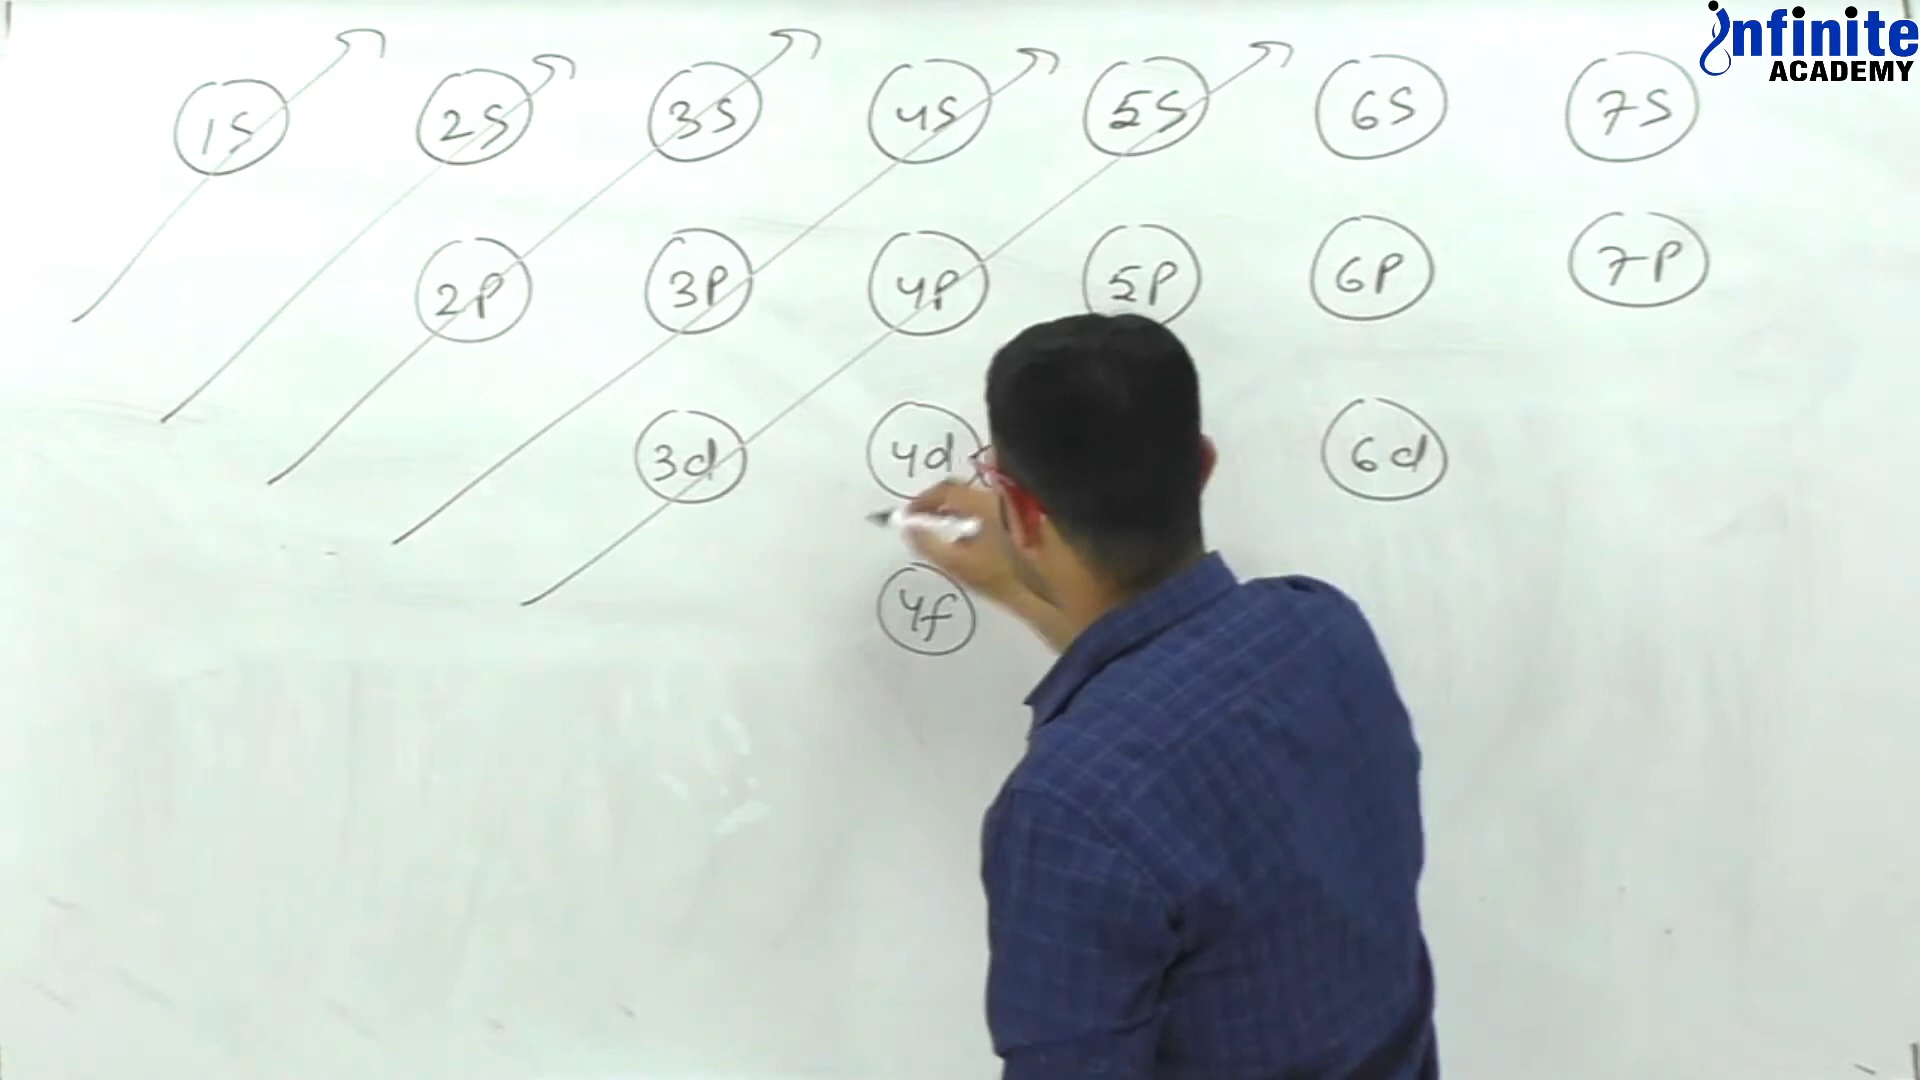 infinite
ACADEMY
1S 2S 3S 4S 5S 6S 7S
2P 3P 4P 5P 6P 7P
3d 4d 6d
4f